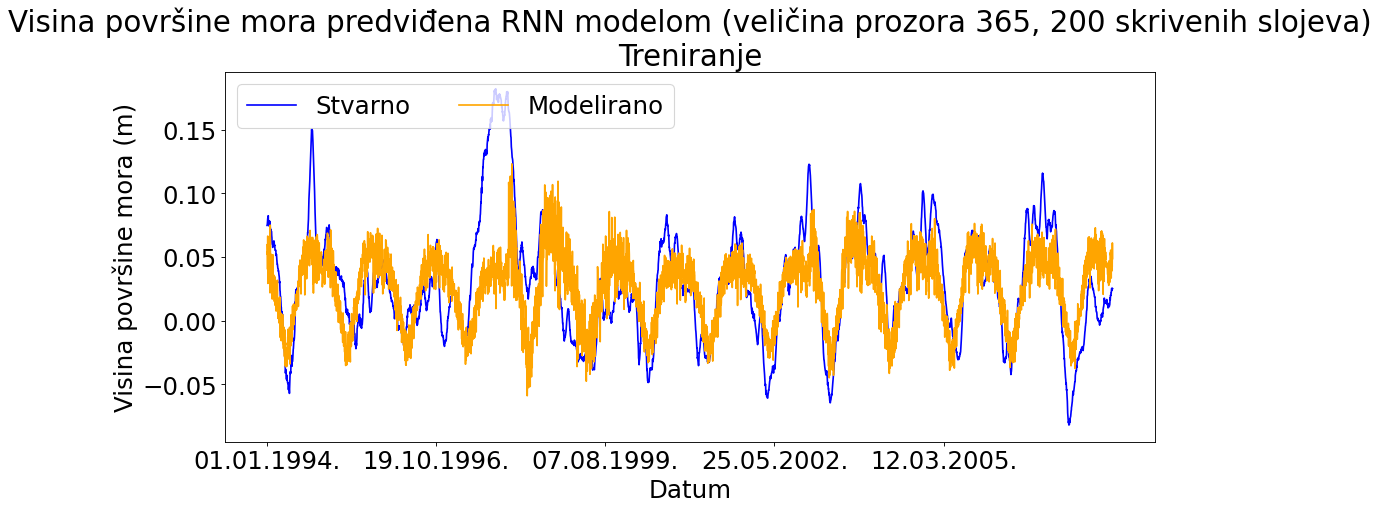 Visina površine mora predviđena RNN modelom (veličina prozora 365, 200 skrivenih slojeva)
Treniranje
Stvarno
Modelirano
Visina površine mora (m)
0.15
0.10
0.05
0.00
−0.05
01.01.1994. 19.10.1996. 07.08.1999. 25.05.2002. 12.03.2005.
Datum